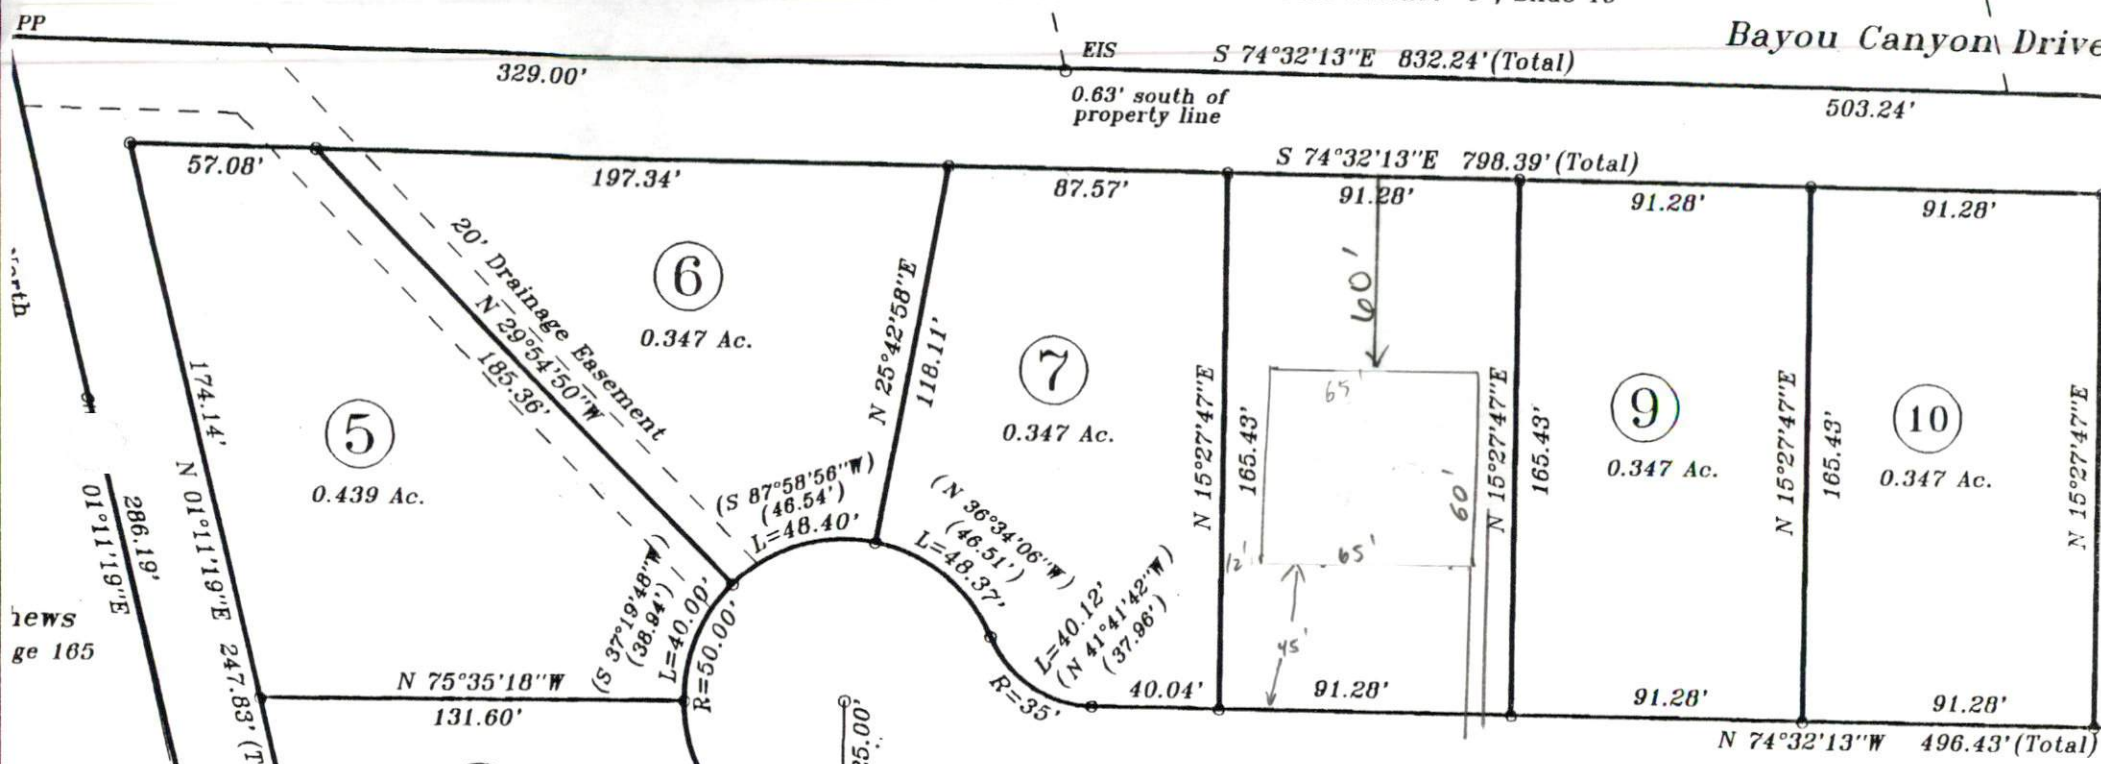 PP
EIS
S 74°32'13"E 832.24'(Total)
Bayou Canyon Drive
329.00'
0.63' south of
property line
503.24'
57.08'
197.34'
87.57'
S 74°32'13"E 798.39'(Total)
91.28'
91.28'
91.28'
20' Drainage Easement
N 29°54'50"W
185.36'
6
0.347 Ac.
N 25°42'58"E
118.11'
7
0.347 Ac.
60'
65'
60'
65'
12'
45'
N 15°27'47"E
165.43'
N 15°27'47"E
165.43'
9
0.347 Ac.
N 15°27'47"E
165.43'
10
0.347 Ac.
N 15°27'47"E
174.14'
N 01°11'19"E 247.83'
5
0.439 Ac.
286.19'
01°11'19"E
ge 165
(S 87°58'56"W)
(46.54')
L=48.40'
(N 36°34'06"W)
(46.51')
L=48.37'
(S 37°19'48"W)
(38.94')
L=40.00'
R=50.00'
L=40.12'
(N 41°41'42"W)
(37.96')
R=35'
N 75°35'18"W
131.60'
40.04'
91.28'
91.28'
91.28'
N 74°32'13"W 496.43'(Total)